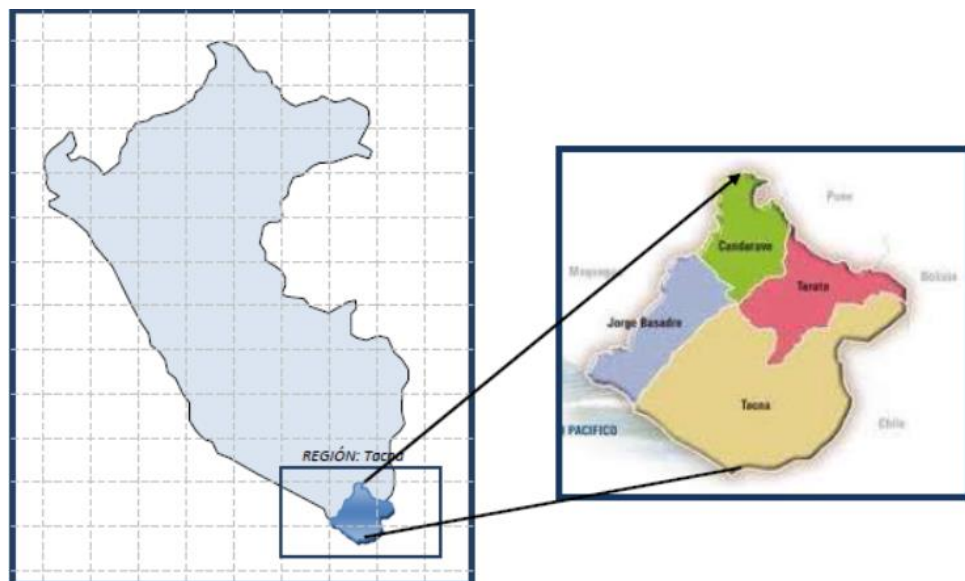 REGIÓN: Tacna
Puno
Candarave
Moquegua
Tarata
Bolivia
Jorge Basadre
Tacna
Chile
PACIFICO